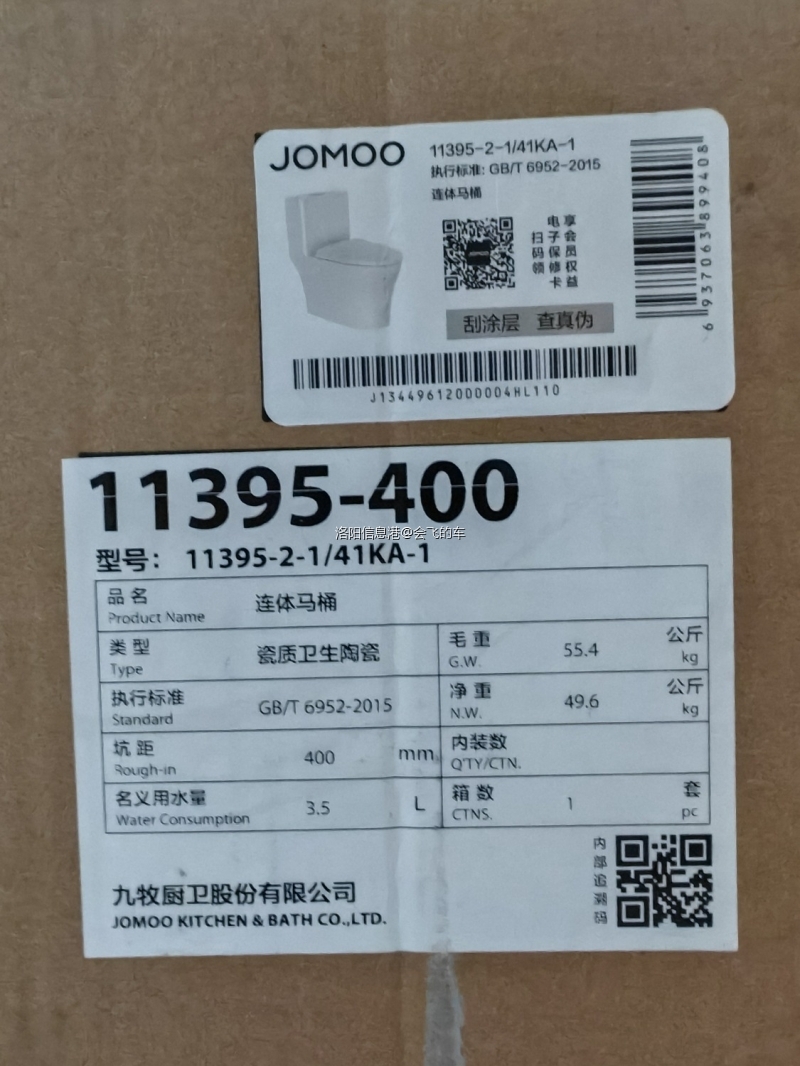 JOMOO
11395-2-1/41KA-1
执行标准: GB/T 6952-2015
连体马桶
享会员权益
电子保修卡
扫码领
刮涂层 查真伪
J13449612000004HL110
6937063899408
11395-400
洛阳信息港@会飞的车
型号: 11395-2-1/41KA-1
品名 连体马桶
Product Name
类型 瓷质卫生陶瓷
Type
毛重 55.4 公斤
G.W. kg
执行标准 GB/T 6952-2015
Standard
净重 49.6 公斤
N.W. kg
坑距 400 mm
Rough-in
内装数
Q'TY/CTN.
名义用水量 3.5 L
Water Consumption
箱数 1 套
CTNS. pc
内部追溯码
九牧厨卫股份有限公司
JOMOO KITCHEN & BATH CO.,LTD.